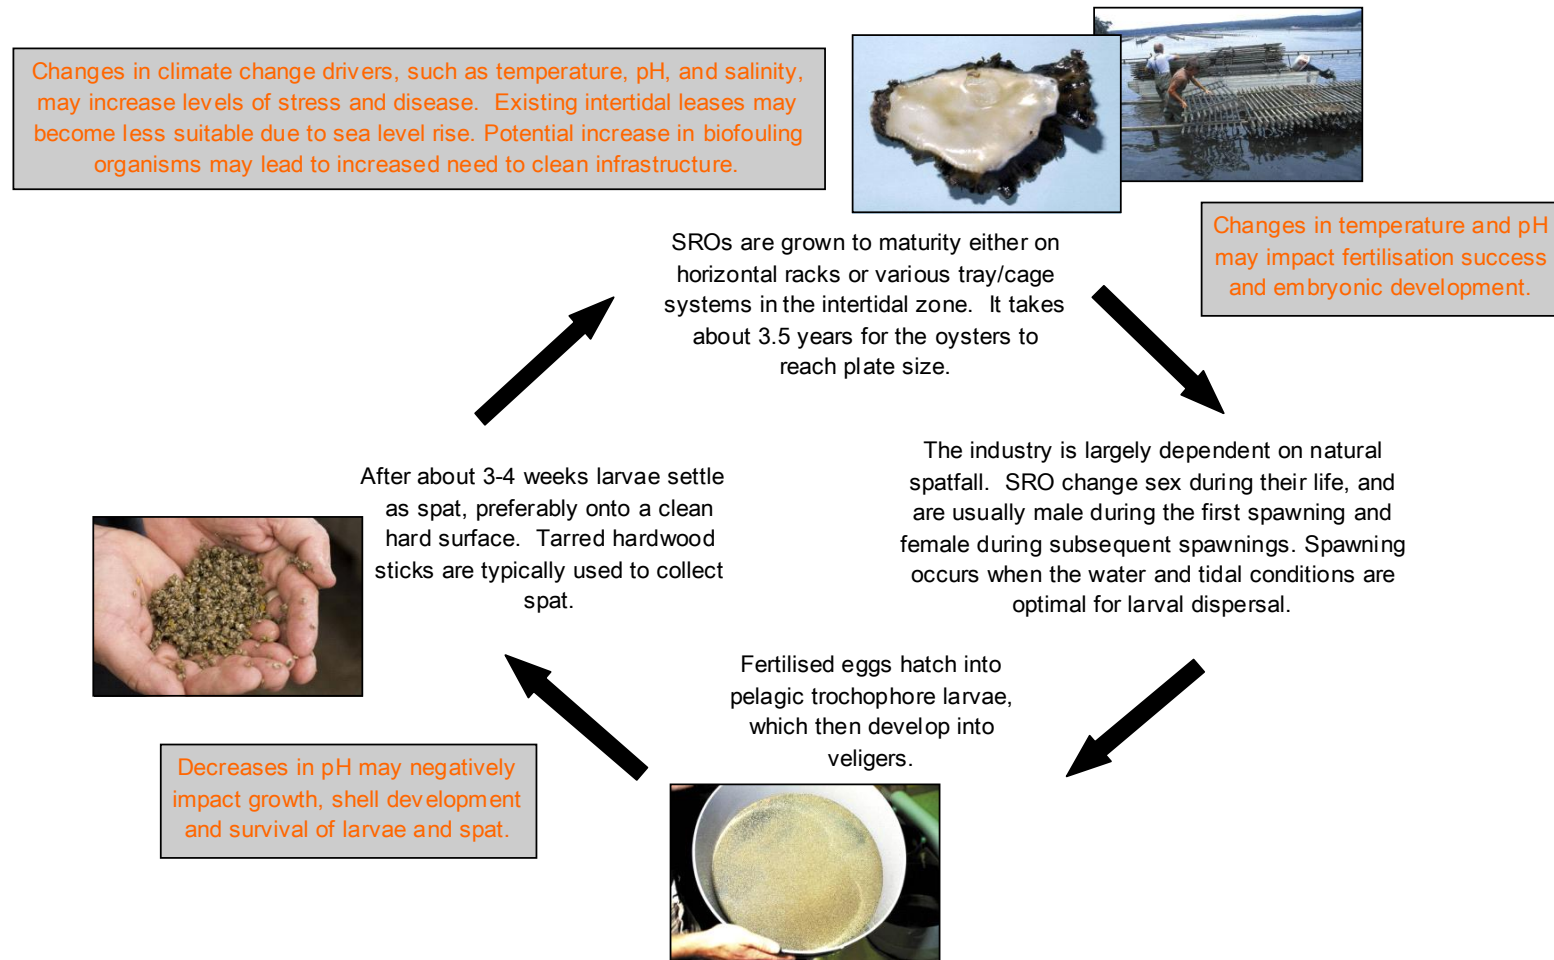 Changes in climate change drivers, such as temperature, pH, and salinity,
may increase levels of stress and disease. Existing intertidal leases may
become less suitable due to sea level rise. Potential increase in biofouling
organisms may lead to increased need to clean infrastructure.
Changes in temperature and pH
may impact fertilisation success
and embryonic development.
SROs are grown to maturity either on
horizontal racks or various tray/cage
systems in the intertidal zone. It takes
about 3.5 years for the oysters to
reach plate size.
The industry is largely dependent on natural
spatfall. SRO change sex during their life, and
are usually male during the first spawning and
female during subsequent spawnings. Spawning
occurs when the water and tidal conditions are
optimal for larval dispersal.
After about 3-4 weeks larvae settle
as spat, preferably onto a clean
hard surface. Tarred hardwood
sticks are typically used to collect
spat.
Fertilised eggs hatch into
pelagic trochophore larvae,
which then develop into
veligers.
Decreases in pH may negatively
impact growth, shell development
and survival of larvae and spat.